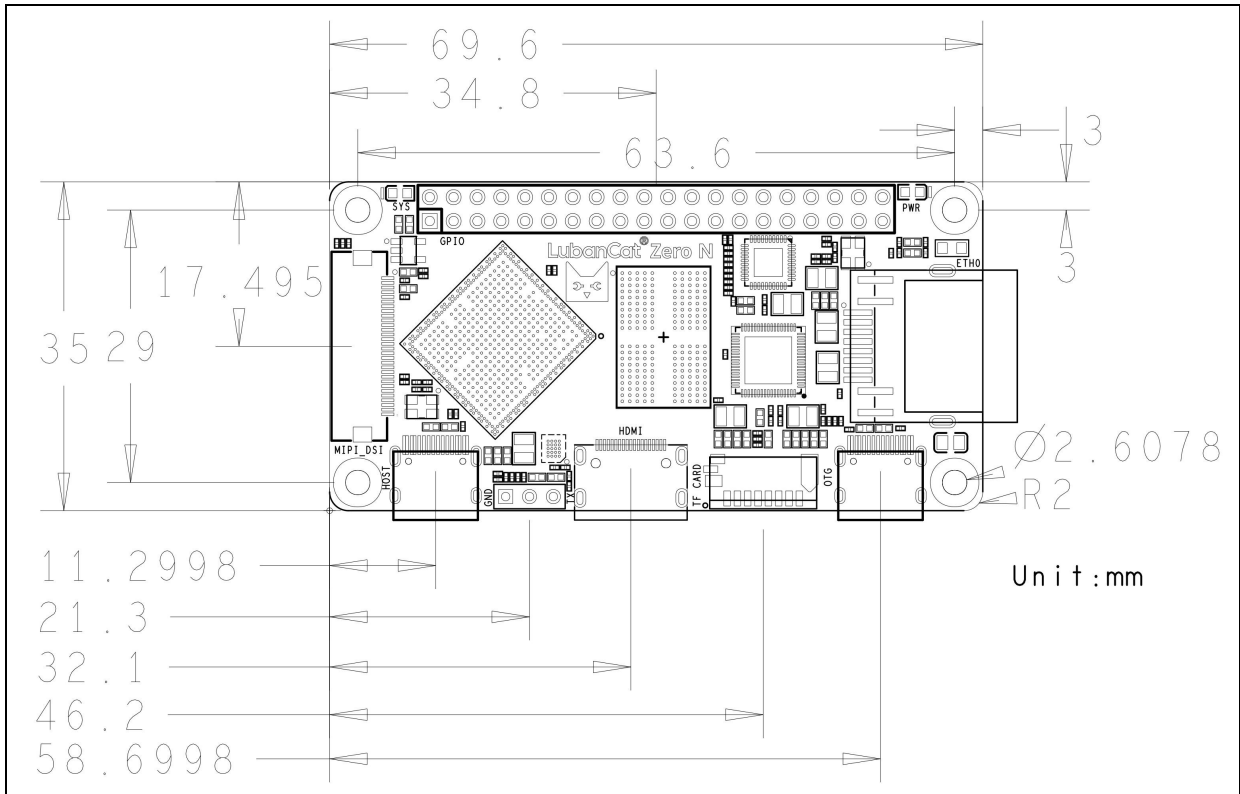 69.6
34.8
63.6
3
SYS
PWR
GPIO
LubanCat® Zero N
ETH0
3
17.495
35
29
HDMI
MIPI_DSI
HOST
GND
TX
TF CARD
OTG
Ø2.6078
R2
11.2998
Unit:mm
21.3
32.1
46.2
58.6998